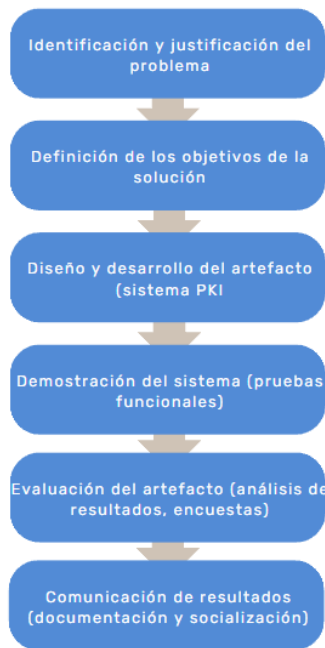 Identificación y justificación del
problema
Definición de los objetivos de la
solución
Diseño y desarrollo del artefacto
(sistema PKI
Demostración del sistema (pruebas
funcionales)
Evaluación del artefacto (análisis de
resultados, encuestas)
Comunicación de resultados
(documentación y socialización)